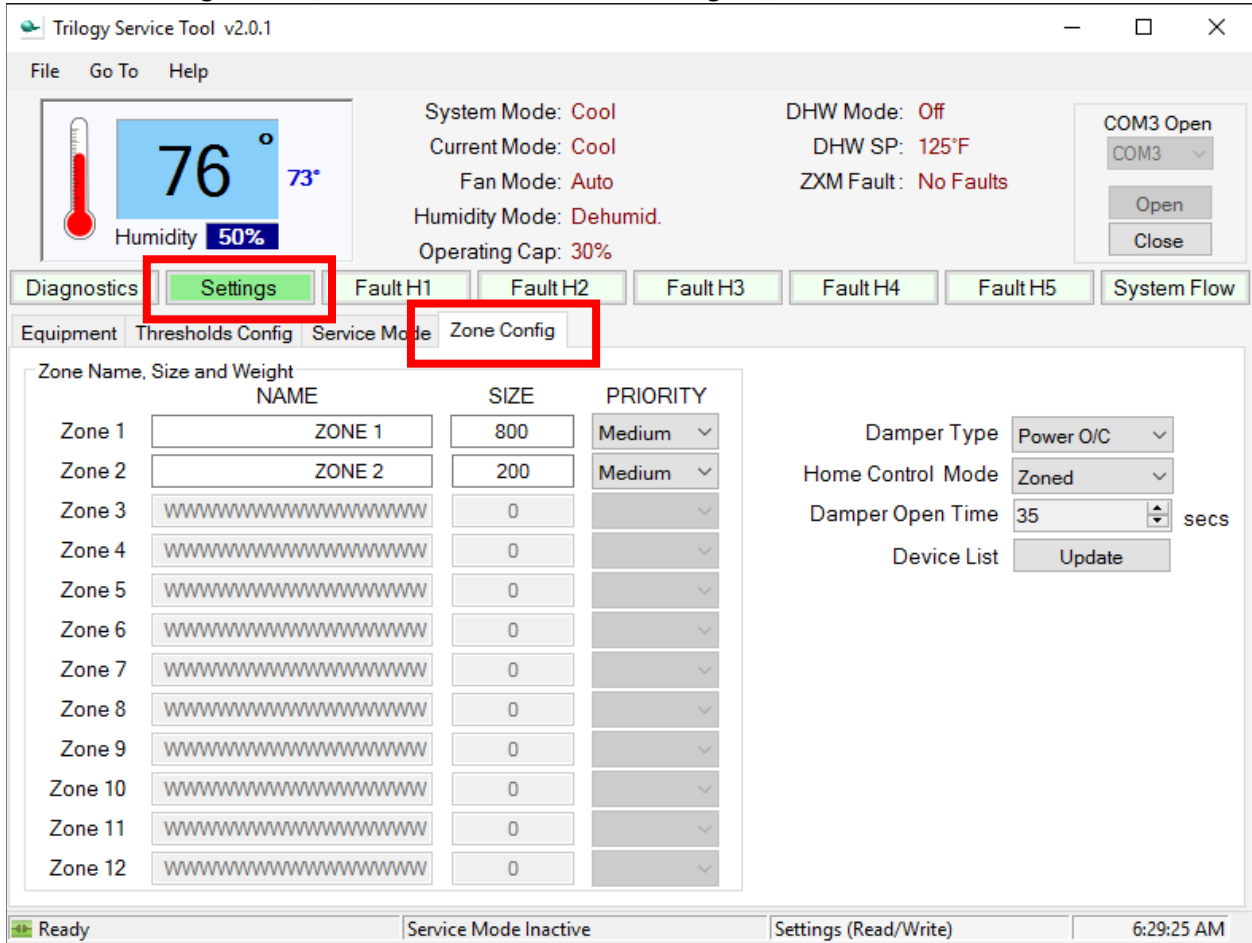 Trilogy Service Tool v2.0.1
File Go To Help
System Mode: Cool DHW Mode: Off
COM3 Open
76° 73° Current Mode: Cool DHW SP: 125°F COM3
Fan Mode: Auto ZXM Fault : No Faults
Open
Humidity 50% Humidity Mode: Dehumid.
Operating Cap: 30% Close
Diagnostics Settings Fault H1 Fault H2 Fault H3 Fault H4 Fault H5 System Flow
Equipment Thresholds Config Service Mode Zone Config
Zone Name, Size and Weight
NAME SIZE PRIORITY
Zone 1 ZONE 1 800 Medium Damper Type Power O/C
Zone 2 ZONE 2 200 Medium Home Control Mode Zoned
Zone 3 WWWWWWWWWWWWWWWW 0 Damper Open Time 35 secs
Zone 4 WWWWWWWWWWWWWWWW 0 Device List Update
Zone 5 WWWWWWWWWWWWWWWW 0
Zone 6 WWWWWWWWWWWWWWWW 0
Zone 7 WWWWWWWWWWWWWWWW 0
Zone 8 WWWWWWWWWWWWWWWW 0
Zone 9 WWWWWWWWWWWWWWWW 0
Zone 10 WWWWWWWWWWWWWWWW 0
Zone 11 WWWWWWWWWWWWWWWW 0
Zone 12 WWWWWWWWWWWWWWWW 0
Ready Service Mode Inactive Settings (Read/Write) 6:29:25 AM